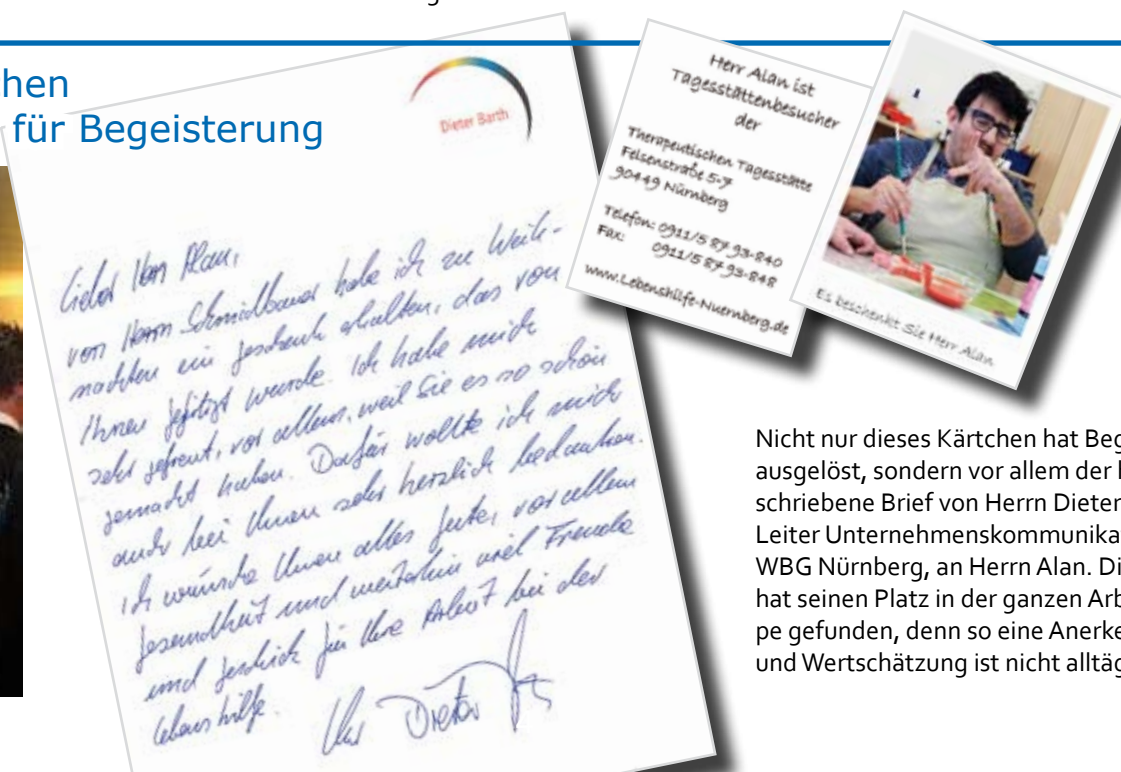 hen
für Begeisterung
Dieter Barth
Lieber Herr Alan,
von Herrn Schmidbauer habe ich zu Weih-
nachten ein Geschenk erhalten, das von
Ihnen gefertigt wurde. Ich habe mich
sehr gefreut, vor allem, weil Sie es so schön
gemacht haben. Dafür wollte ich mich
auch bei Ihnen sehr herzlich bedanken.
Ich wünsche Ihnen alles Gute, vor allem
Gesundheit und weiterhin viel Freude
und Geschick für Ihre Arbeit bei der
Lebenshilfe.
Ihr Dieter
Herr Alan ist
Tagesstättenbesucher
der
Therapeutischen Tagesstätte
Felsenstraße 5-7
90449 Nürnberg
Telefon: 0911/5 87 93-840
Fax: 0911/5 87 93-848
www.Lebenshilfe-Nuernberg.de
Es beschenkt Sie Herr Alan
Nicht nur dieses Kärtchen hat Beg
ausgelöst, sondern vor allem der
schriebene Brief von Herrn Dieter
Leiter Unternehmenskommunika
WBG Nürnberg, an Herrn Alan. Di
hat seinen Platz in der ganzen Arb
pe gefunden, denn so eine Anerke
und Wertschätzung ist nicht alltäg